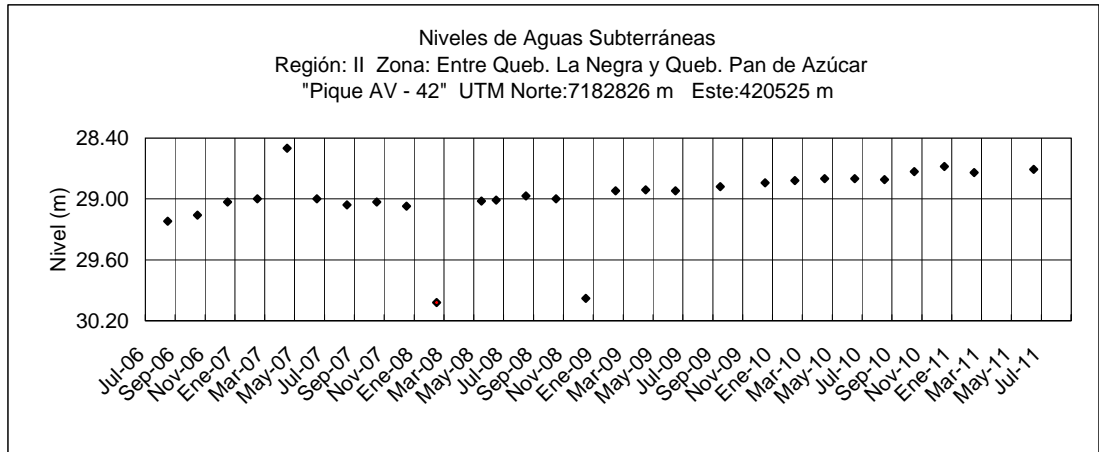 Niveles de Aguas Subterráneas
Región: II Zona: Entre Queb. La Negra y Queb. Pan de Azúcar
"Pique AV - 42" UTM Norte:7182826 m Este:420525 m
Nivel (m)
28.40
29.00
29.60
30.20
Jul-06
Sep-06
Nov-06
Ene-07
Mar-07
May-07
Jul-07
Sep-07
Nov-07
Ene-08
Mar-08
May-08
Jul-08
Sep-08
Nov-08
Ene-09
Mar-09
May-09
Jul-09
Sep-09
Nov-09
Ene-10
Mar-10
May-10
Jul-10
Sep-10
Nov-10
Ene-11
Mar-11
May-11
Jul-11